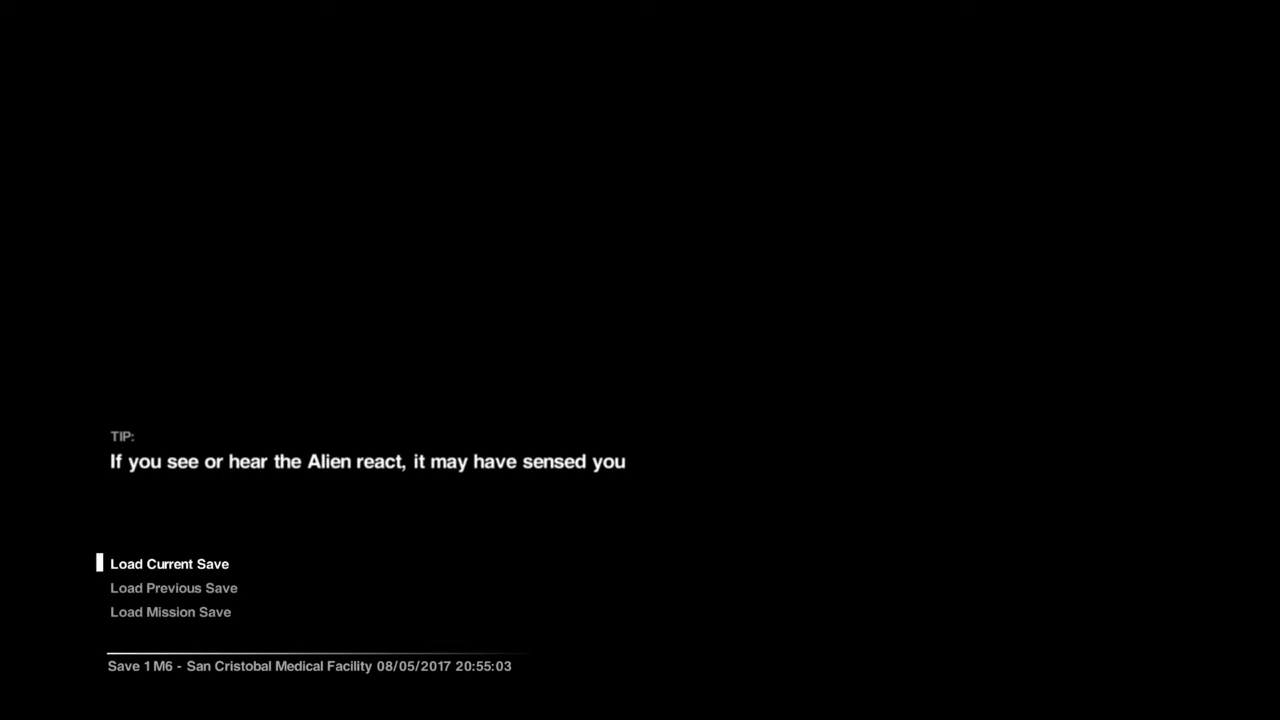 TIP:
If you see or hear the Alien react, it may have sensed you
Load Current Save
Load Previous Save
Load Mission Save
Save 1 M6 - San Cristobal Medical Facility 08/05/2017 20:55:03